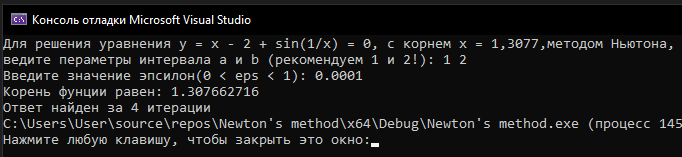 Консоль отладки Microsoft Visual Studio
Для решения уравнения y = x - 2 + sin(1/x) = 0, с корнем x = 1,3077,методом Ньютона,
ведите пераметры интервала a и b (рекомендуем 1 и 2!): 1 2
Введите значение эпсилон(0 < eps < 1): 0.0001
Корень фунции равен: 1.307662716
Ответ найден за 4 итерации
C:\Users\User\source\repos\Newton's method\x64\Debug\Newton's method.exe (процесс 145
Нажмите любую клавишу, чтобы закрыть это окно: